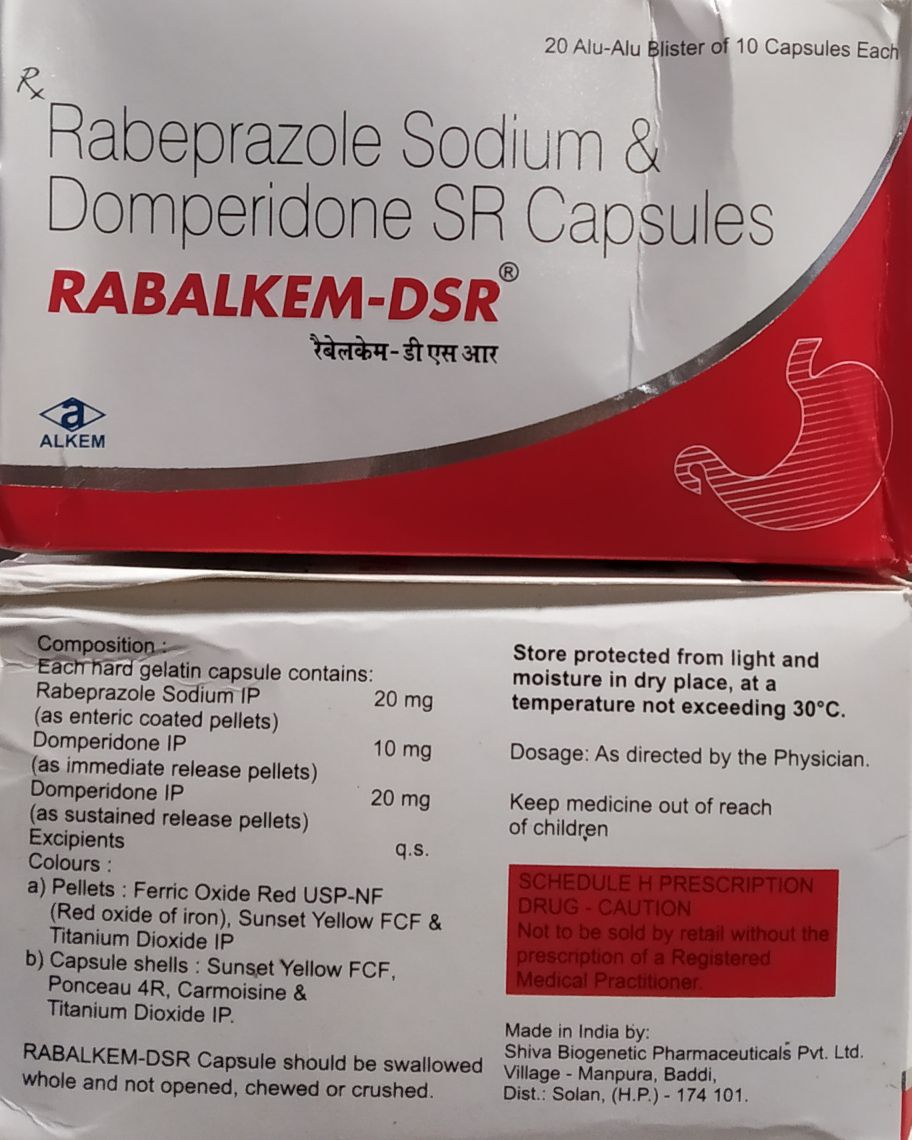 20 Alu-Alu Blister of 10 Capsules Each
Rx
Rabeprazole Sodium &
Domperidone SR Capsules
RABALKEM-DSR®
रैबेलकेम-डी एस आर
a
ALKEM
Composition :
Each hard gelatin capsule contains:
Rabeprazole Sodium IP 20 mg
(as enteric coated pellets)
Domperidone IP 10 mg
(as immediate release pellets)
Domperidone IP 20 mg
(as sustained release pellets)
Excipients q.s.
Colours :
a) Pellets : Ferric Oxide Red USP-NF
(Red oxide of iron), Sunset Yellow FCF &
Titanium Dioxide IP
b) Capsule shells : Sunset Yellow FCF,
Ponceau 4R, Carmoisine &
Titanium Dioxide IP.
RABALKEM-DSR Capsule should be swallowed
whole and not opened, chewed or crushed.
Store protected from light and
moisture in dry place, at a
temperature not exceeding 30°C.
Dosage: As directed by the Physician.
Keep medicine out of reach
of children
SCHEDULE H PRESCRIPTION
DRUG - CAUTION
Not to be sold by retail without the
prescription of a Registered
Medical Practitioner.
Made in India by:
Shiva Biogenetic Pharmaceuticals Pvt. Ltd.
Village - Manpura, Baddi,
Dist.: Solan, (H.P.) - 174 101.